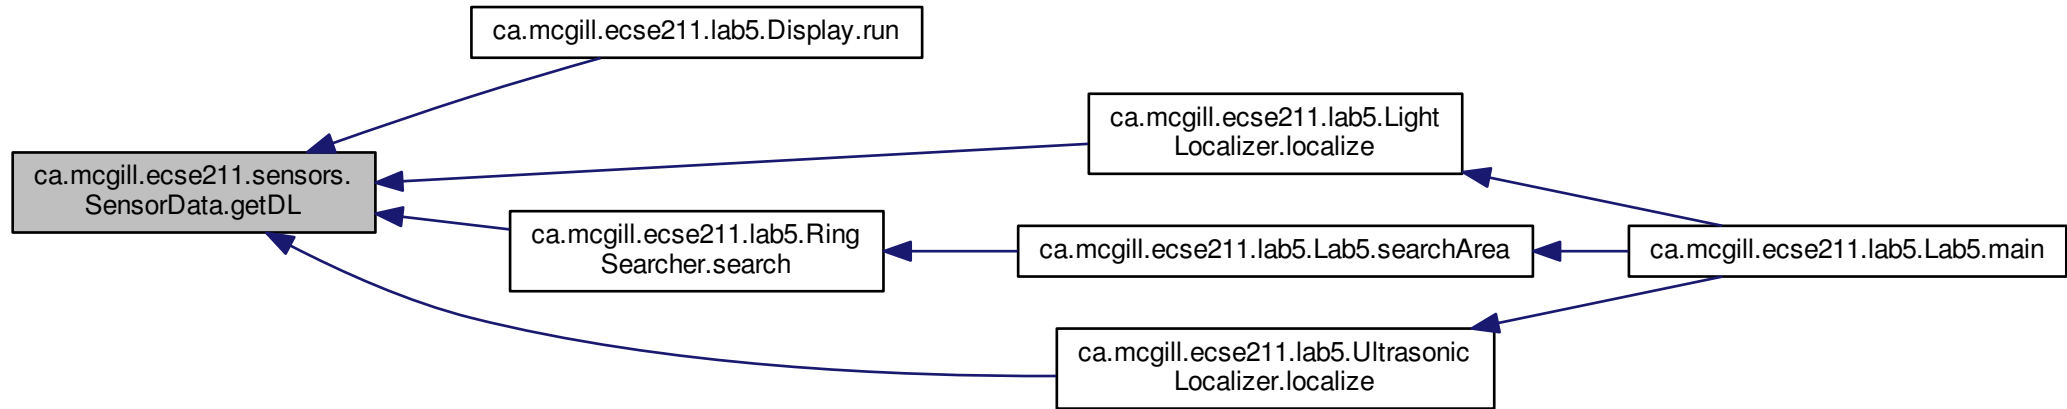 ca.mcgill.ecse211.lab5.Display.run
ca.mcgill.ecse211.lab5.Light
Localizer.localize
ca.mcgill.ecse211.sensors.
SensorData.getDL
ca.mcgill.ecse211.lab5.Ring
Searcher.search
ca.mcgill.ecse211.lab5.Lab5.searchArea
ca.mcgill.ecse211.lab5.Lab5.main
ca.mcgill.ecse211.lab5.Ultrasonic
Localizer.localize